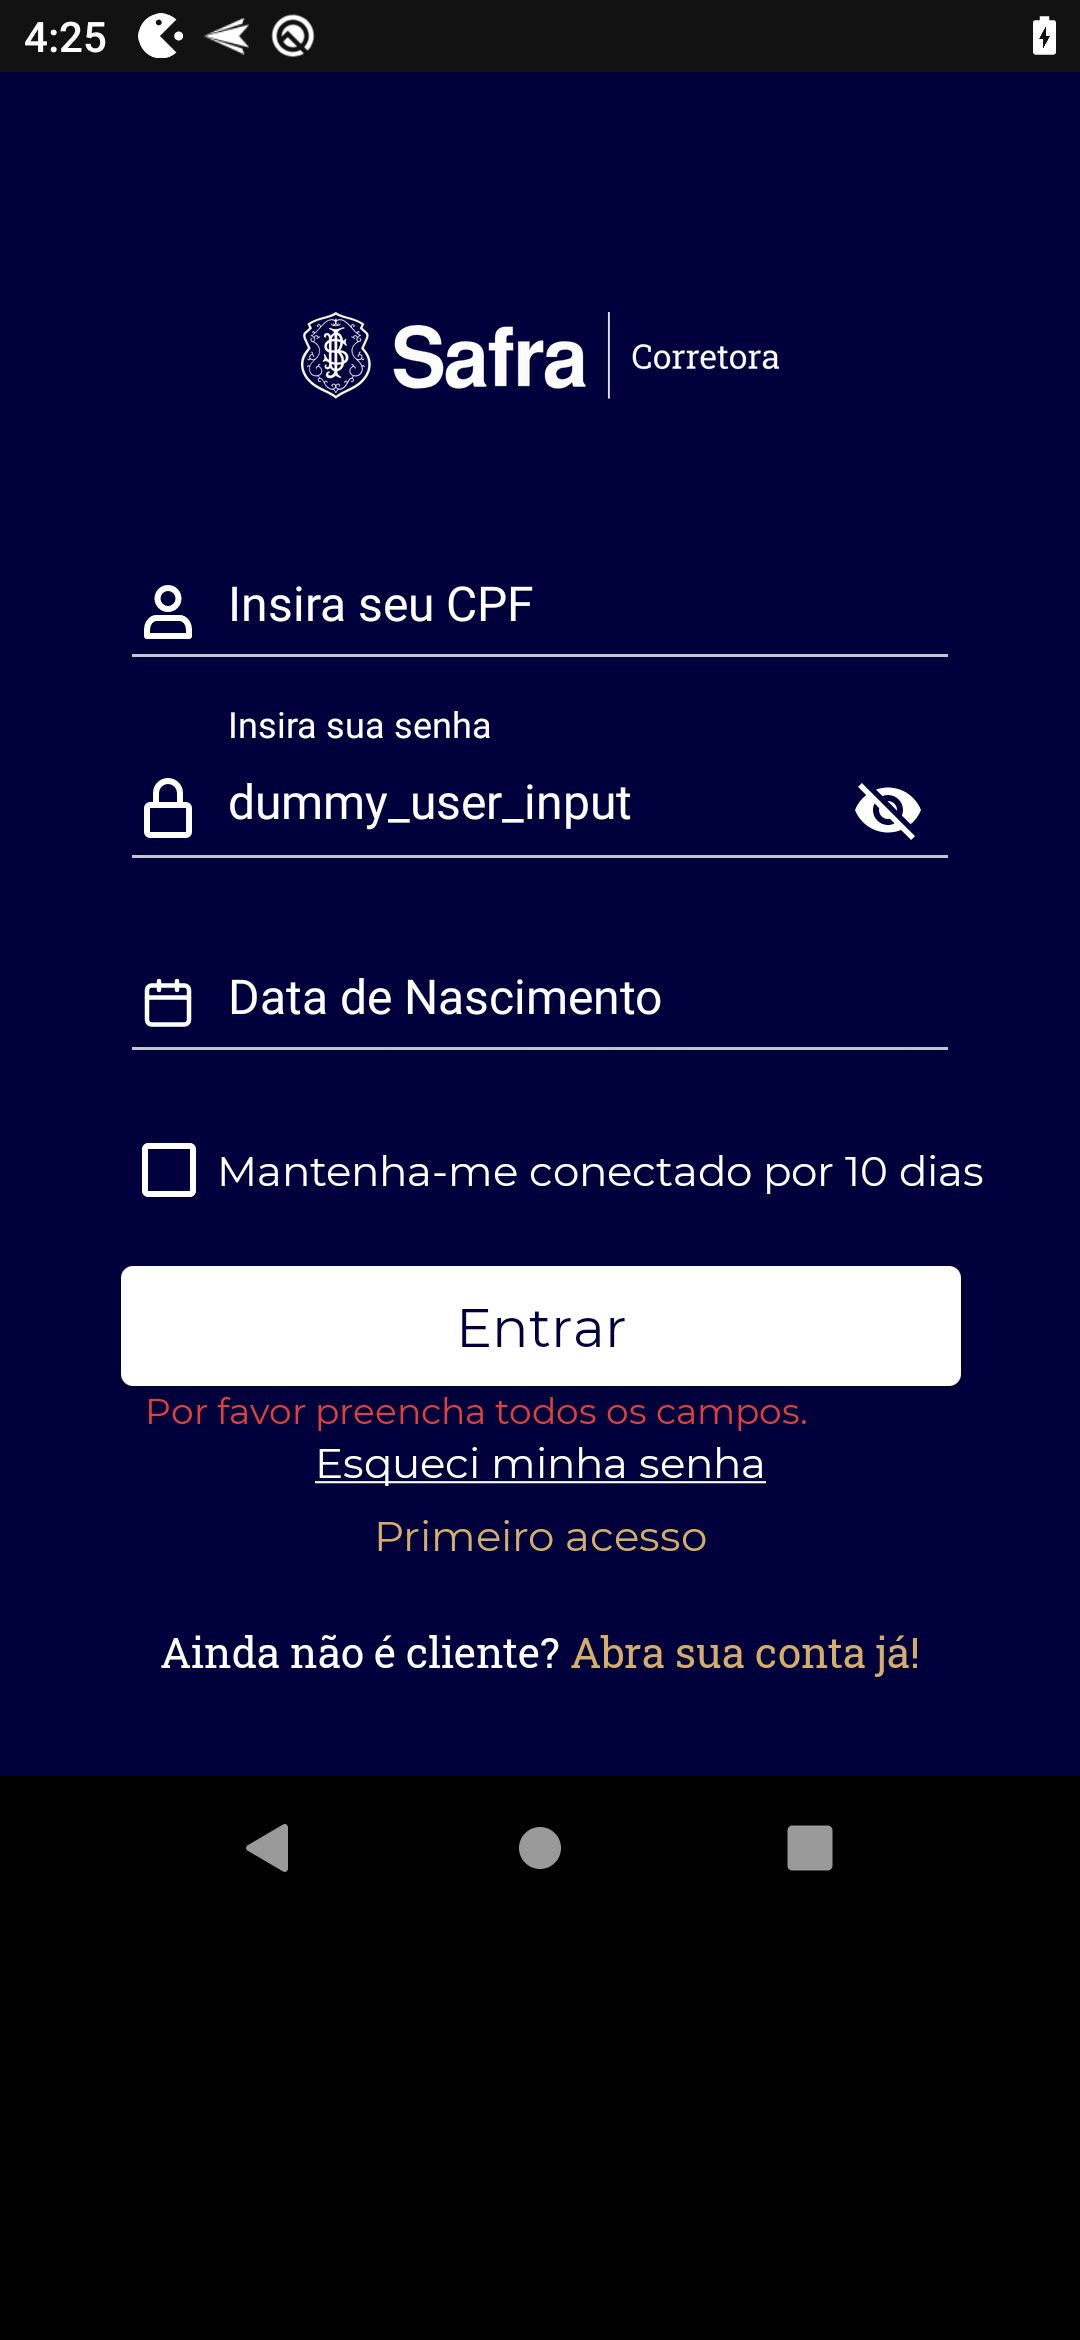 4:25
Safra Corretora
Insira seu CPF
Insira sua senha
dummy_user_input
Data de Nascimento
Mantenha-me conectado por 10 dias
Entrar
Por favor preencha todos os campos.
Esqueci minha senha
Primeiro acesso
Ainda não é cliente? Abra sua conta já!